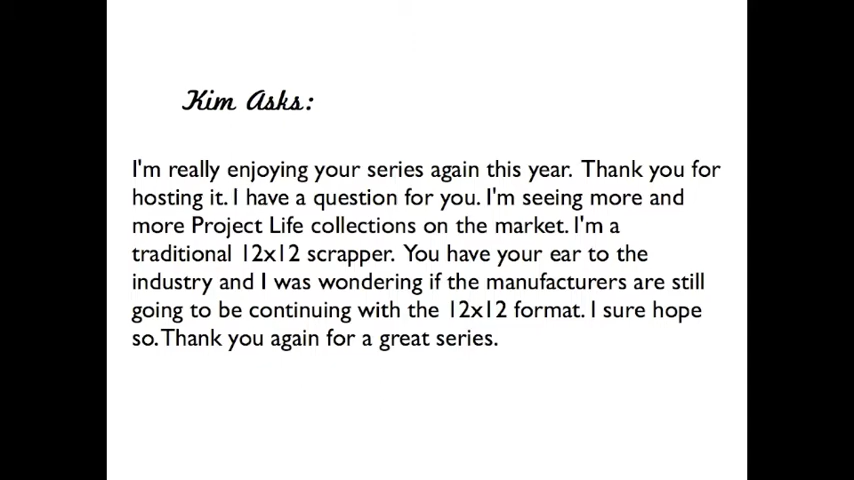 Kim Asks:
I'm really enjoying your series again this year. Thank you for
hosting it. I have a question for you. I'm seeing more and
more Project Life collections on the market. I'm a
traditional 12x12 scrapper. You have your ear to the
industry and I was wondering if the manufacturers are still
going to be continuing with the 12x12 format. I sure hope
so. Thank you again for a great series.